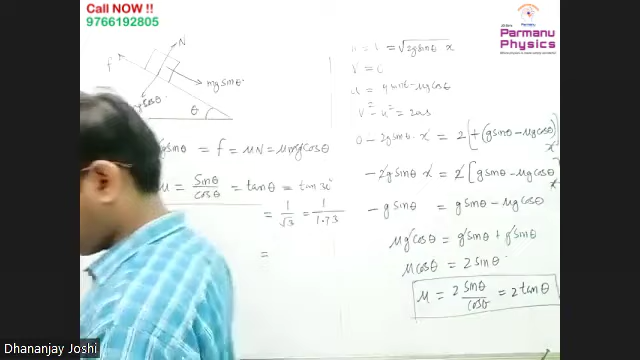 Call NOW !!
9766192805
Parmanu
Physics
N
f
mg sinθ
θ
= √2g sinθ x
V = 0
a = g sinθ - μg cosθ
V² - u² = 2as
0 - 2g sinθ · x = 2[+(g sinθ - μg cosθ) x
- 2g sinθ x = 2[g sinθ - μg cosθ] x
- g sinθ = g sinθ - μg cosθ
μg cosθ = g sinθ + g sinθ
μ cosθ = 2 sinθ ·
μ = 2 sinθ/cosθ = 2 tanθ
g sinθ = f = μN = μmg cosθ
μ = sinθ/cosθ = tanθ = tan 30°
= 1/√3 = 1/1.73
=
Dhananjay Joshi